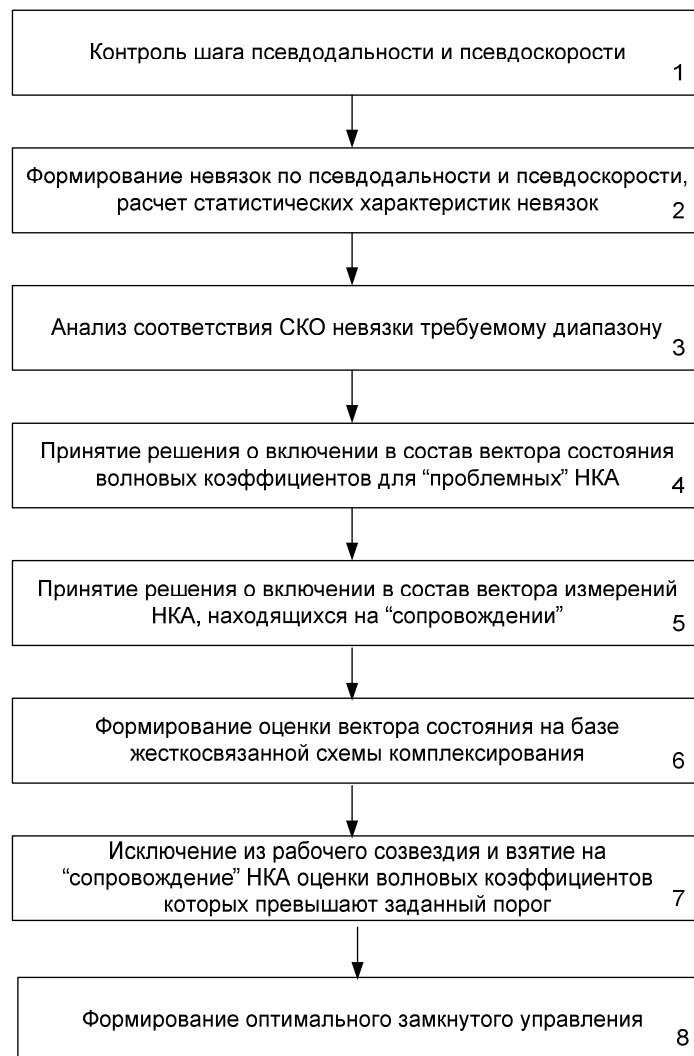 Контроль шага псевдодальности и псевдоскорости
1
Формирование невязок по псевдодальности и псевдоскорости,
расчет статистических характеристик невязок
2
Анализ соответствия СКО невязки требуемому диапазону
3
Принятие решения о включении в состав вектора состояния
волновых коэффициентов для “проблемных” НКА
4
Принятие решения о включении в состав вектора измерений
НКА, находящихся на “сопровождении”
5
Формирование оценки вектора состояния на базе
жесткосвязанной схемы комплексирования
6
Исключение из рабочего созвездия и взятие на
“сопровождение” НКА оценки волновых коэффициентов
которых превышают заданный порог
7
Формирование оптимального замкнутого управления
8